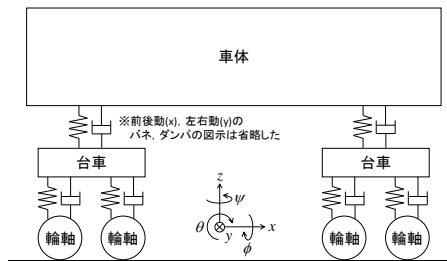 車体
※前後動(x)，左右動(y)の
バネ，ダンパの図示は省略した
台車
台車
z
ψ
θ
y
x
ϕ
輪軸
輪軸
輪軸
輪軸